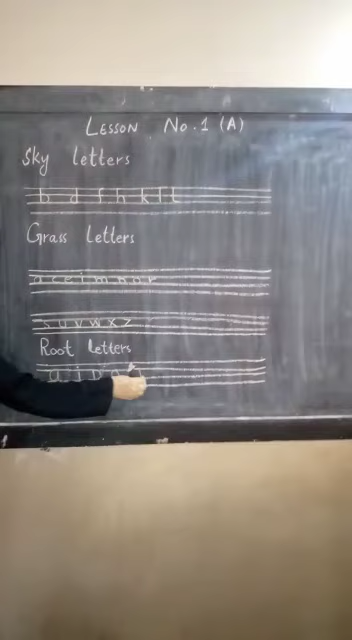 LESSON No.1 (A)
Sky letters
b d f h k l t
Grass Letters
a c e i m n o r
s u v w x z
Root letters
g j p q